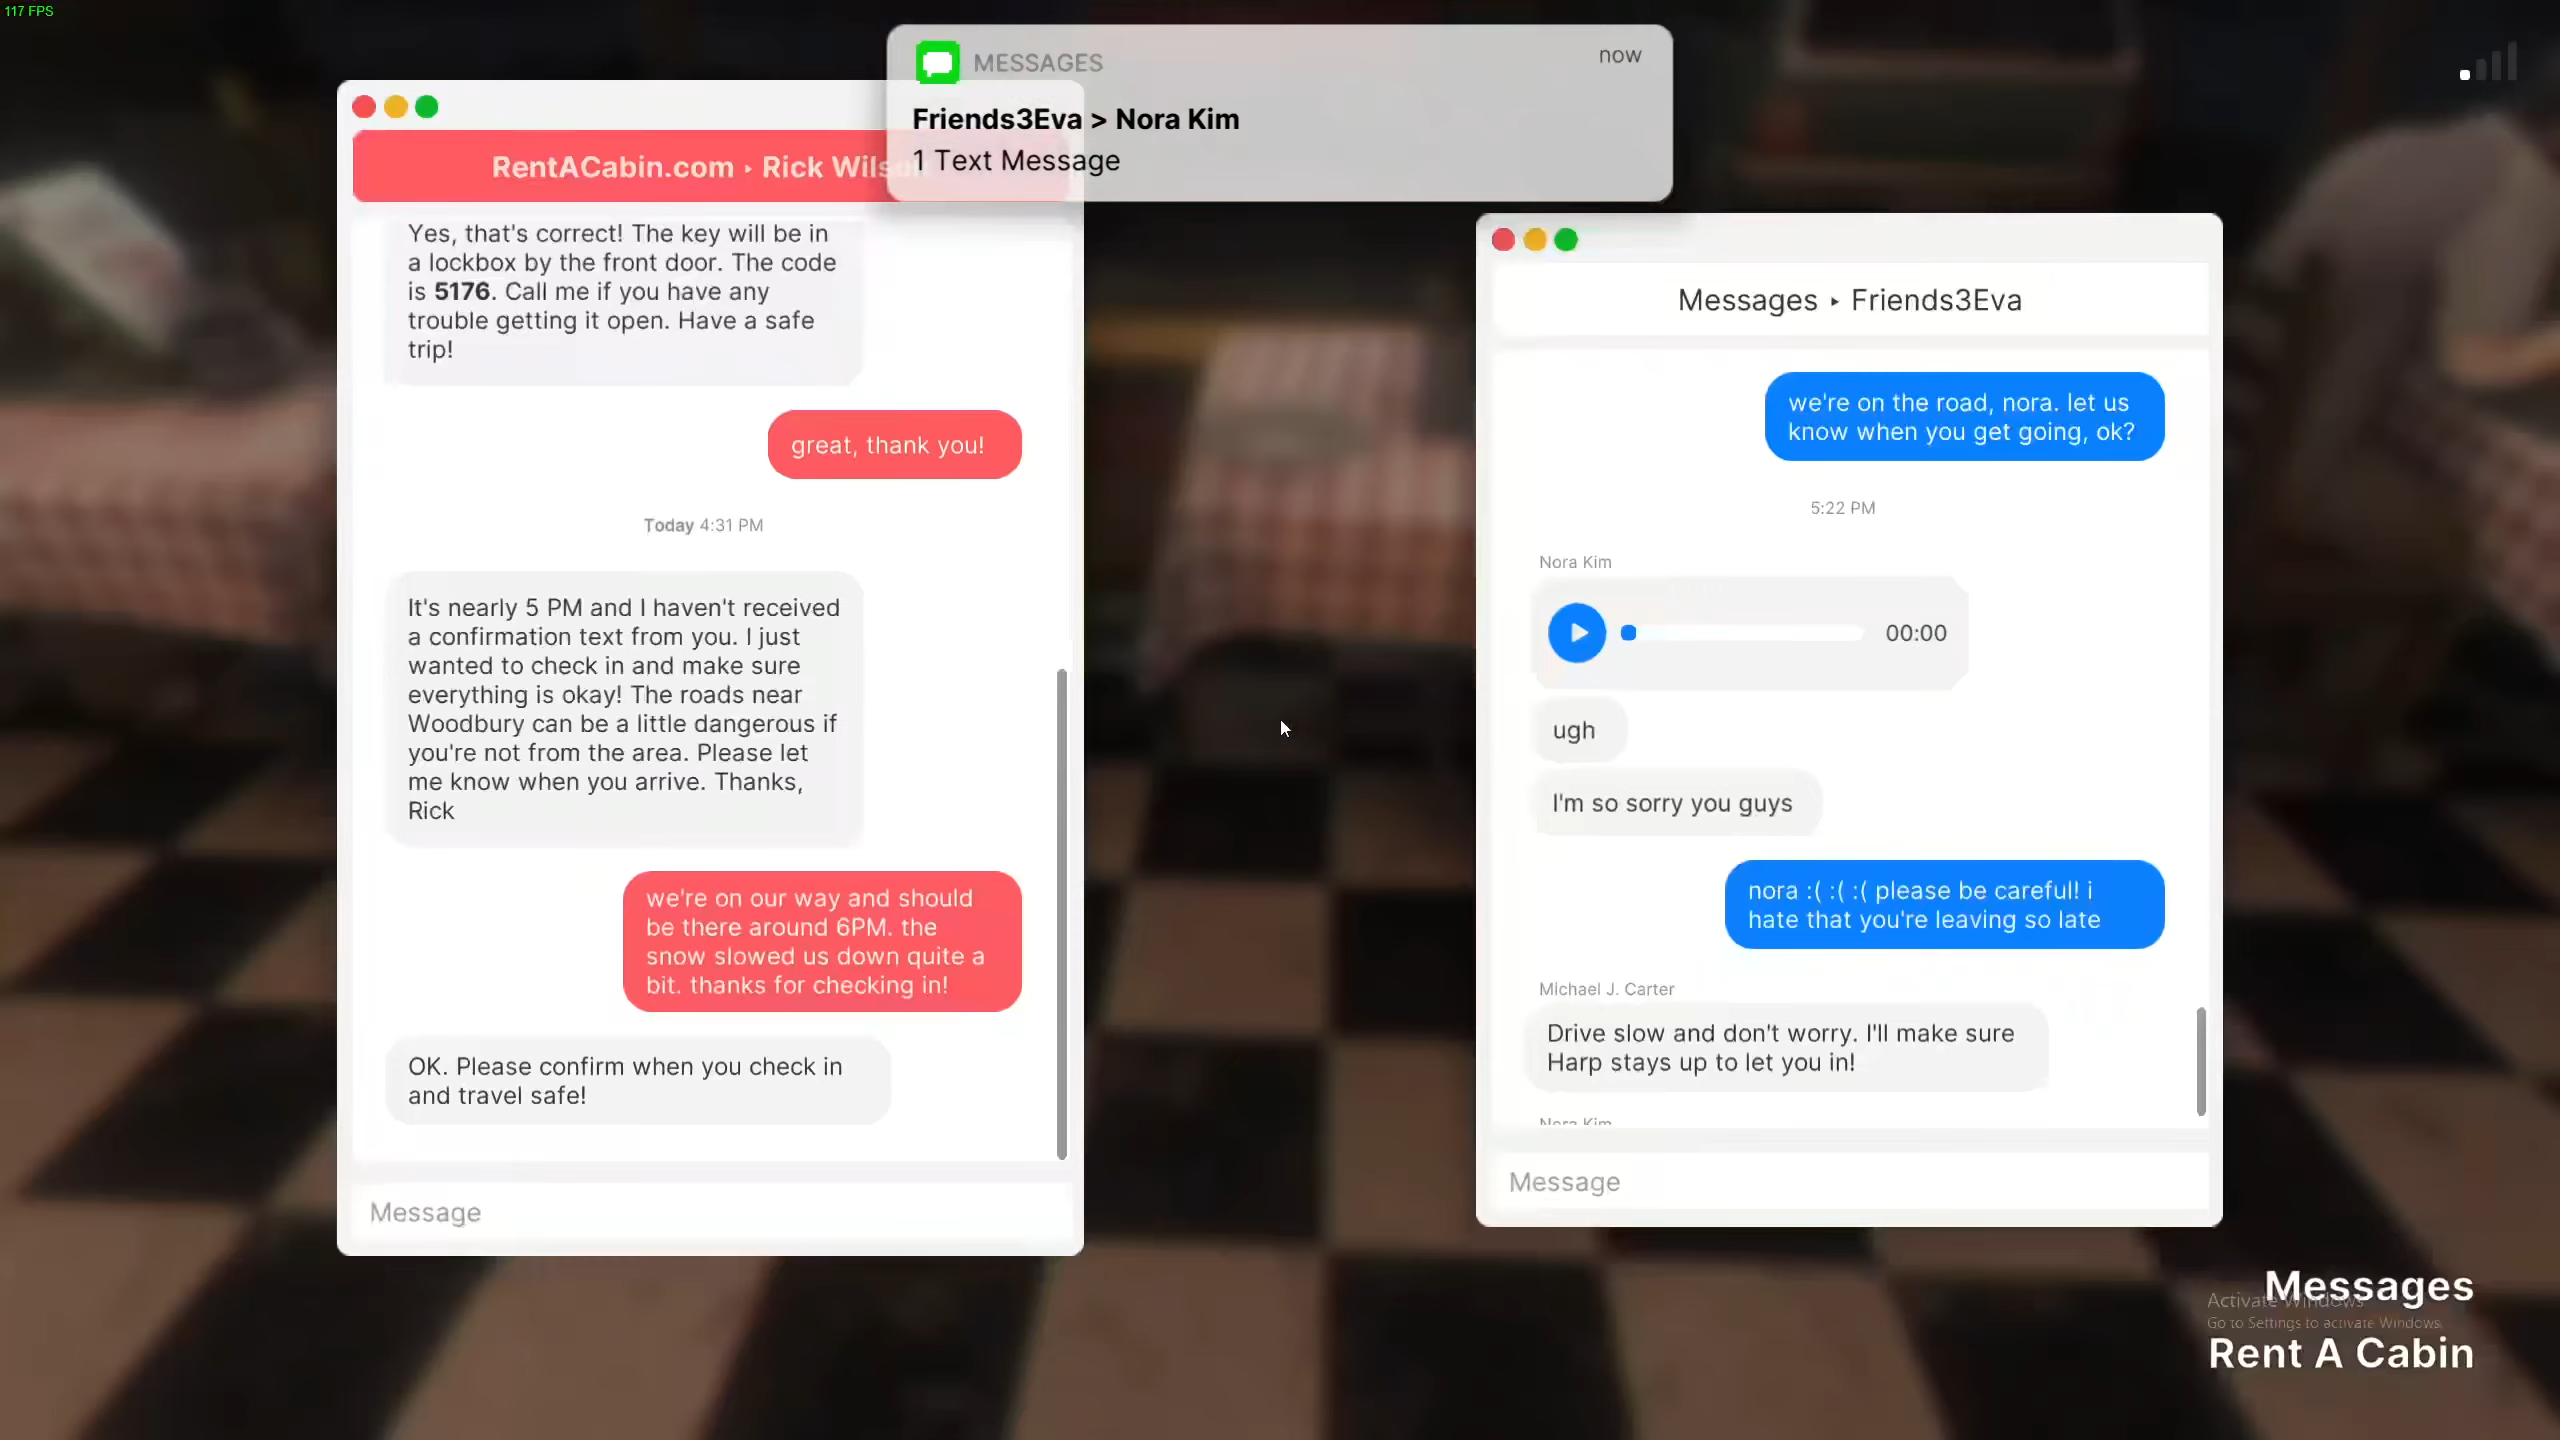 117 FPS
MESSAGES
now
Friends3Eva > Nora Kim
1 Text Message
RentACabin.com ‣ Rick Wilson
Yes, that's correct! The key will be in
a lockbox by the front door. The code
is 5176. Call me if you have any
trouble getting it open. Have a safe
trip!
great, thank you!
Today 4:31 PM
It's nearly 5 PM and I haven't received
a confirmation text from you. I just
wanted to check in and make sure
everything is okay! The roads near
Woodbury can be a little dangerous if
you're not from the area. Please let
me know when you arrive. Thanks,
Rick
we're on our way and should
be there around 6PM. the
snow slowed us down quite a
bit. thanks for checking in!
OK. Please confirm when you check in
and travel safe!
Message
Messages ‣ Friends3Eva
we're on the road, nora. let us
know when you get going, ok?
5:22 PM
Nora Kim
00:00
ugh
I'm so sorry you guys
nora :( :( :( please be careful! i
hate that you're leaving so late
Michael J. Carter
Drive slow and don't worry. I'll make sure
Harp stays up to let you in!
Nora Kim
Message
Messages
Activate Windows
Go to Settings to activate Windows.
Rent A Cabin